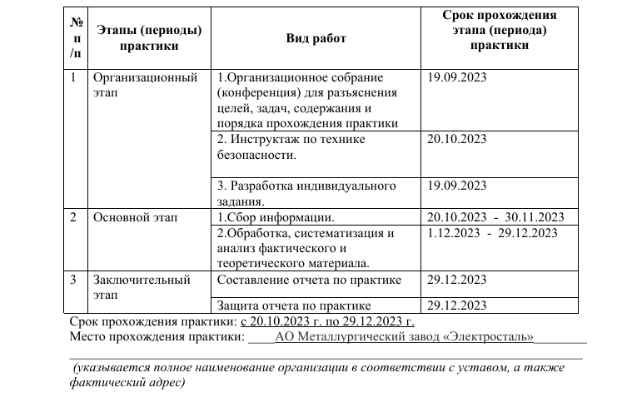 №
п
/п
Этапы (периоды)
практики
Вид работ
Срок прохождения
этапа (периода)
практики
1
Организационный
этап
1.Организационное собрание
(конференция) для разъяснения
целей, задач, содержания и
порядка прохождения практики
19.09.2023
2. Инструктаж по технике
безопасности.
20.10.2023
3. Разработка индивидуального
задания.
19.09.2023
2
Основной этап
1.Сбор информации.
20.10.2023 - 30.11.2023
2.Обработка, систематизация и
анализ фактического и
теоретического материала.
1.12.2023 - 29.12.2023
3
Заключительный
этап
Составление отчета по практике
29.12.2023
Защита отчета по практике
29.12.2023
Срок прохождения практики: с 20.10.2023 г. по 29.12.2023 г.
Место прохождения практики: ____АО Металлургический завод «Электросталь»________
(указывается полное наименование организации в соответствии с уставом, а также
фактический адрес)